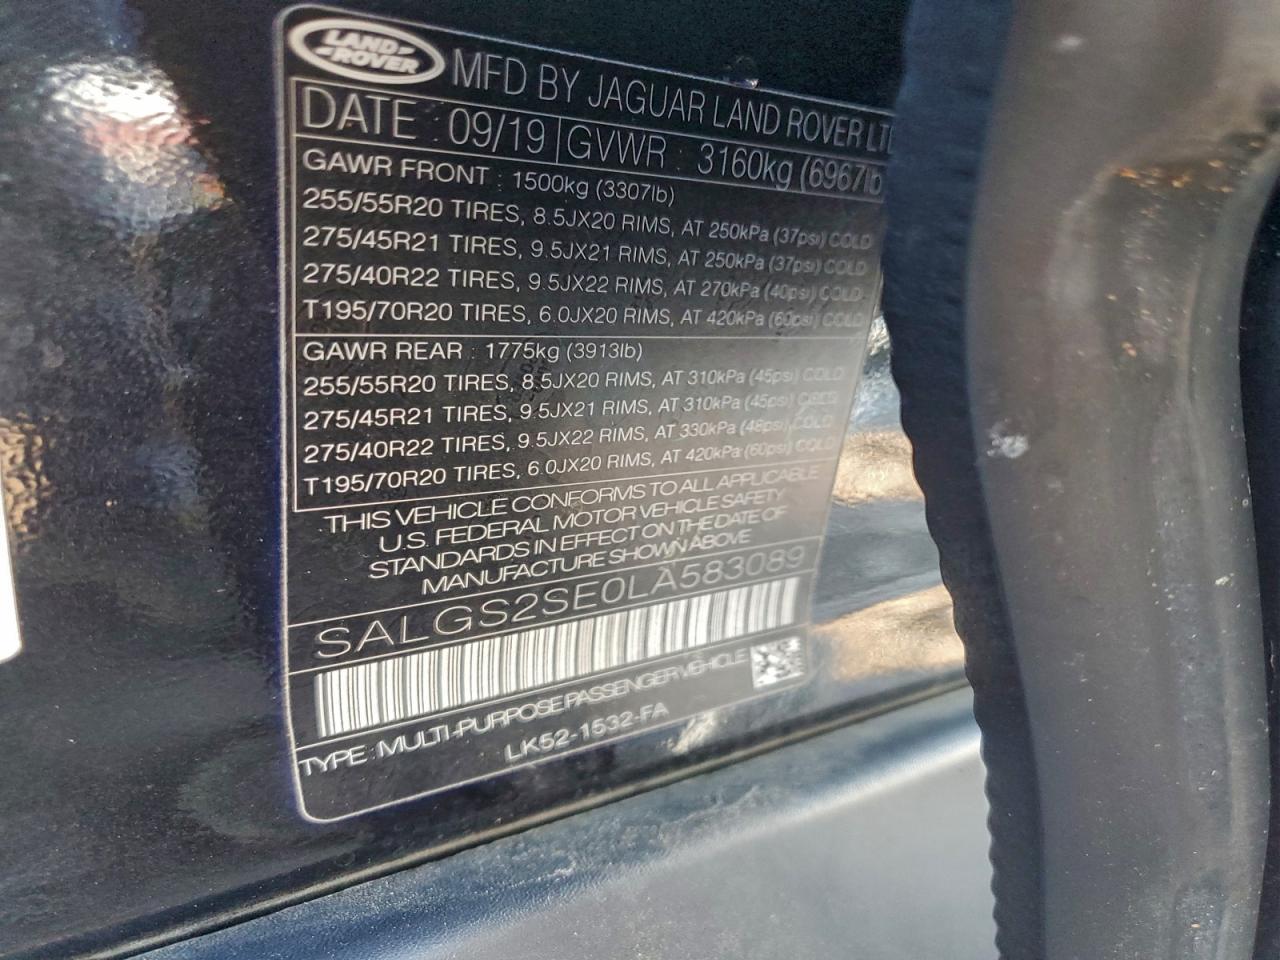 LAND ROVER MFD BY JAGUAR LAND ROVER LTD
DATE : 09/19 GVWR : 3160kg (6967lb
GAWR FRONT : 1500kg (3307lb)
255/55R20 TIRES, 8.5JX20 RIMS, AT 250kPa (37psi) COLD
275/45R21 TIRES, 9.5JX21 RIMS, AT 250kPa (37psi) COLD
275/40R22 TIRES, 9.5JX22 RIMS, AT 270kPa (40psi) COLD
T195/70R20 TIRES, 6.0JX20 RIMS, AT 420kPa (60psi) COLD
GAWR REAR : 1775kg (3913lb)
255/55R20 TIRES, 8.5JX20 RIMS, AT 310kPa (45psi) COLD
275/45R21 TIRES, 9.5JX21 RIMS, AT 310kPa (45psi) COLD
275/40R22 TIRES, 9.5JX22 RIMS, AT 330kPa (48psi) COLD
T195/70R20 TIRES, 6.0JX20 RIMS, AT 420kPa (60psi) COLD
THIS VEHICLE CONFORMS TO ALL APPLICABLE
U.S. FEDERAL MOTOR VEHICLE SAFETY
STANDARDS IN EFFECT ON THE DATE OF
MANUFACTURE SHOWN ABOVE
SALGS2SE0LA583089
TYPE : MULTI-PURPOSE PASSENGER VEHICLE
LK52-1532-FA